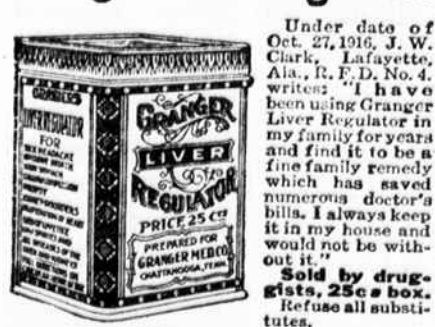 GRANGER'S
LIVER REGULATOR
FOR
SICK HEADACHE
GRANGER
LIVER
REGULATOR
PRICE 25 CTS
PREPARED FOR
GRANGER MED. CO.
CHATTANOOGA, TENN.
Under date of
Oct. 27, 1916, J. W.
Clark, Lafayette,
Ala., R. F. D. No. 4.
writes: "I have
been using Granger
Liver Regulator in
my family for years
and find it to be a
fine family remedy
which has saved
numerous doctor's
bills. I always keep
it in my house and
would not be with-
out it."
Sold by drug-
gists, 25c a box.
Refuse all substi-
tutes.